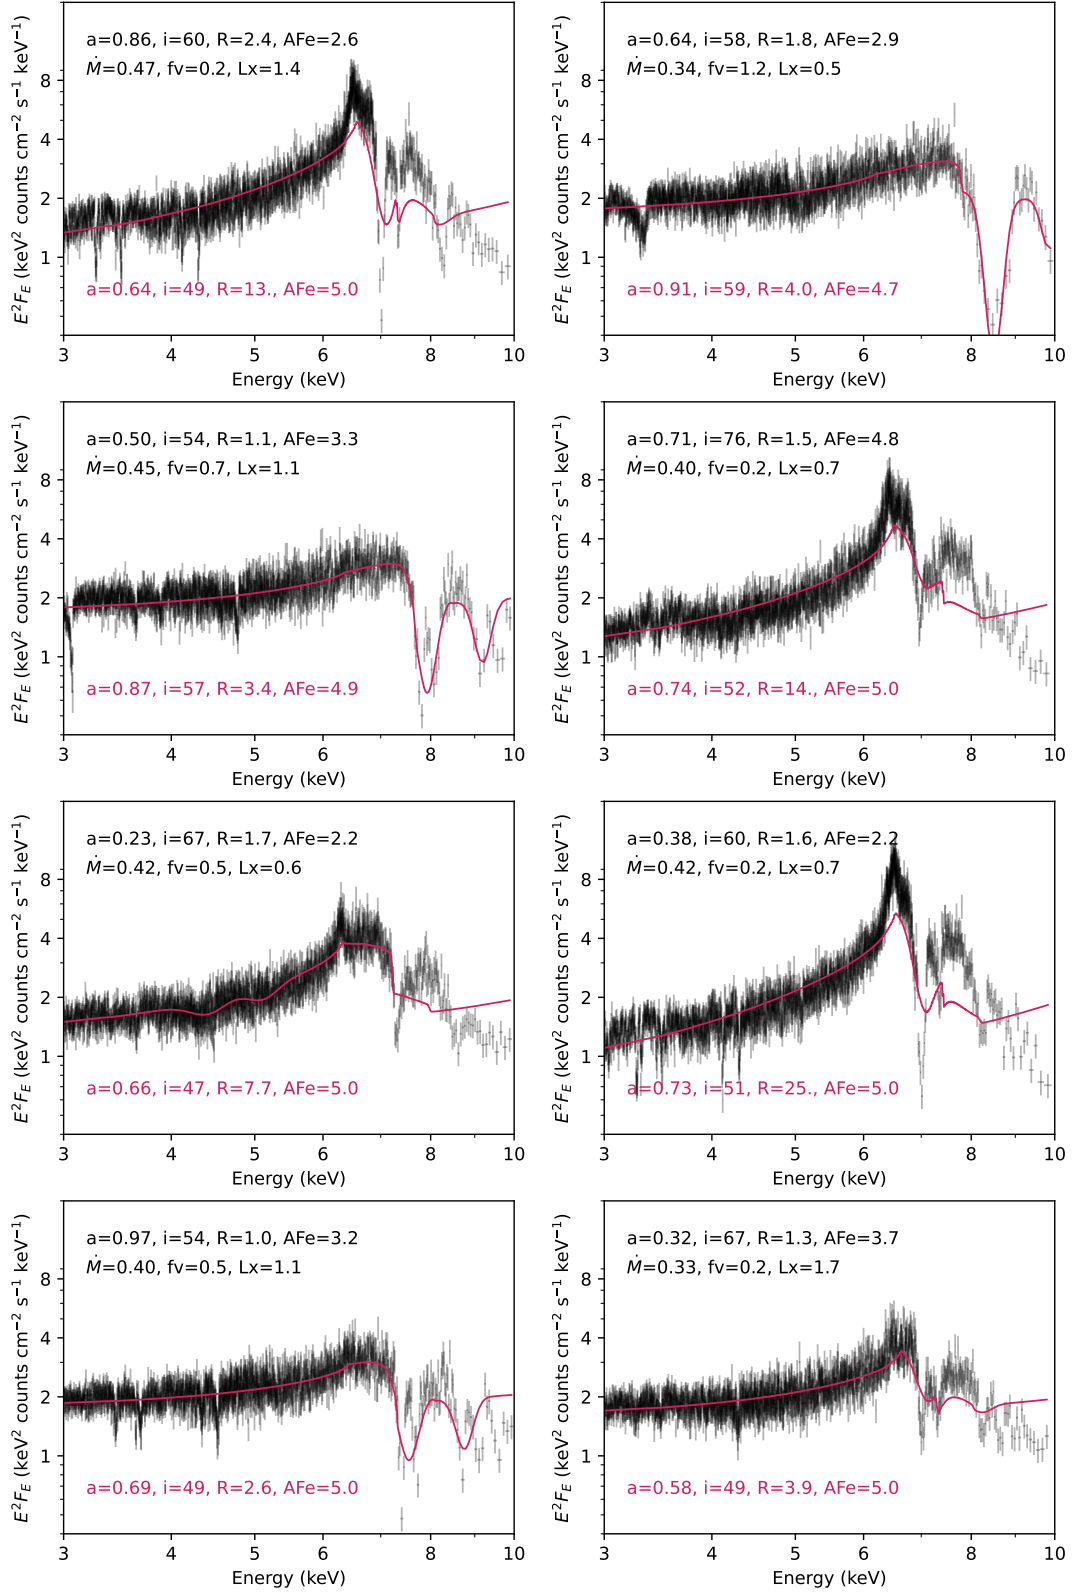 a=0.86, i=60, R=2.4, AFe=2.6
Ṁ=0.47, fv=0.2, Lx=1.4
a=0.64, i=49, R=13., AFe=5.0
8
4
2
1
E²F_E (keV² counts cm⁻² s⁻¹ keV⁻¹)
3 4 5 6 8 10
Energy (keV)
a=0.64, i=58, R=1.8, AFe=2.9
Ṁ=0.34, fv=1.2, Lx=0.5
a=0.91, i=59, R=4.0, AFe=4.7
8
4
2
1
E²F_E (keV² counts cm⁻² s⁻¹ keV⁻¹)
3 4 5 6 8 10
Energy (keV)
a=0.50, i=54, R=1.1, AFe=3.3
Ṁ=0.45, fv=0.7, Lx=1.1
a=0.87, i=57, R=3.4, AFe=4.9
8
4
2
1
E²F_E (keV² counts cm⁻² s⁻¹ keV⁻¹)
3 4 5 6 8 10
Energy (keV)
a=0.71, i=76, R=1.5, AFe=4.8
Ṁ=0.40, fv=0.2, Lx=0.7
a=0.74, i=52, R=14., AFe=5.0
8
4
2
1
E²F_E (keV² counts cm⁻² s⁻¹ keV⁻¹)
3 4 5 6 8 10
Energy (keV)
a=0.23, i=67, R=1.7, AFe=2.2
Ṁ=0.42, fv=0.5, Lx=0.6
a=0.66, i=47, R=7.7, AFe=5.0
8
4
2
1
E²F_E (keV² counts cm⁻² s⁻¹ keV⁻¹)
3 4 5 6 8 10
Energy (keV)
a=0.38, i=60, R=1.6, AFe=2.2
Ṁ=0.42, fv=0.2, Lx=0.7
a=0.73, i=51, R=25., AFe=5.0
8
4
2
1
E²F_E (keV² counts cm⁻² s⁻¹ keV⁻¹)
3 4 5 6 8 10
Energy (keV)
a=0.97, i=54, R=1.0, AFe=3.2
Ṁ=0.40, fv=0.5, Lx=1.1
a=0.69, i=49, R=2.6, AFe=5.0
8
4
2
1
E²F_E (keV² counts cm⁻² s⁻¹ keV⁻¹)
3 4 5 6 8 10
Energy (keV)
a=0.32, i=67, R=1.3, AFe=3.7
Ṁ=0.33, fv=0.2, Lx=1.7
a=0.58, i=49, R=3.9, AFe=5.0
8
4
2
1
E²F_E (keV² counts cm⁻² s⁻¹ keV⁻¹)
3 4 5 6 8 10
Energy (keV)